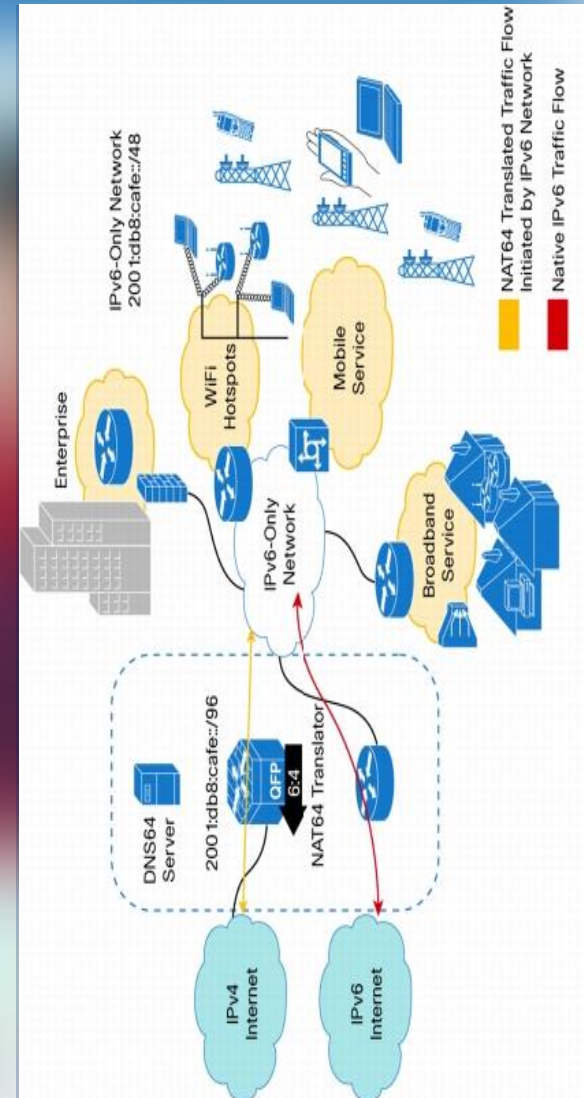 DNS64
Server
2001:db8:cafe::/96
QFP
6:4
NAT64 Translator
IPv4
Internet
IPv6
Internet
Enterprise
IPv6-Only Network
2001:db8:cafe::/48
WiFi
Hotspots
IPv6-Only
Network
Mobile
Service
Broadband
Service
NAT64 Translated Traffic Flow
Initiated by IPv6 Network
Native IPv6 Traffic Flow